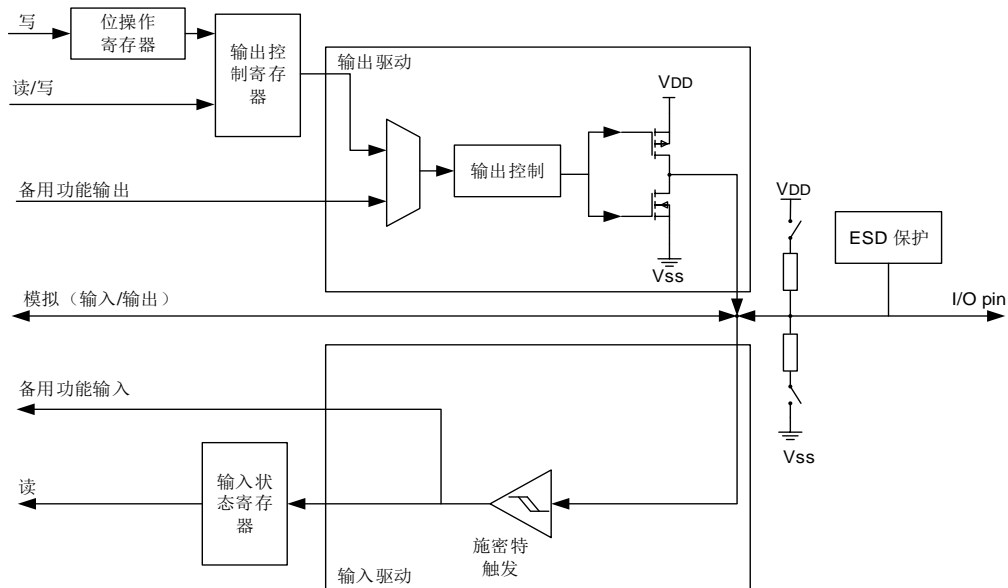 写
位操作
寄存器
输出控
制寄存
器
读/写
输出驱动
VDD
输出控制
备用功能输出
VDD
ESD 保护
Vss
模拟（输入/输出）
I/O pin
备用功能输入
Vss
读
输入状
态寄存
器
施密特
触发
输入驱动